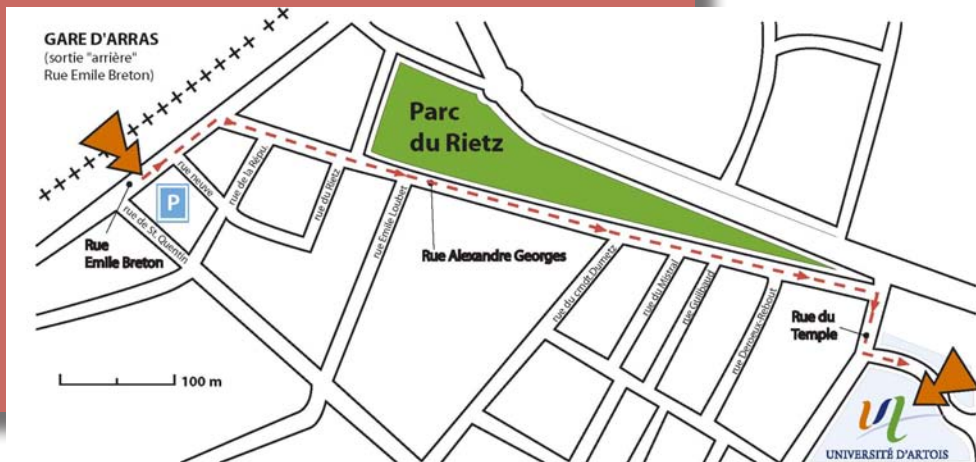 GARE D'ARRAS
(sortie "arrière"
Rue Emile Breton)
Parc
du Rietz
P
rue neuve
rue de la Répu.
rue du Rietz
rue de St. Quentin
Rue
Emile Breton
rue Emile Loubet
Rue Alexandre Georges
rue du cmdt Dumetz
rue du Mistral
rue Guilbaud
rue Deroeux-Rebout
Rue du
Temple
100 m
UNIVERSITÉ D'ARTOIS